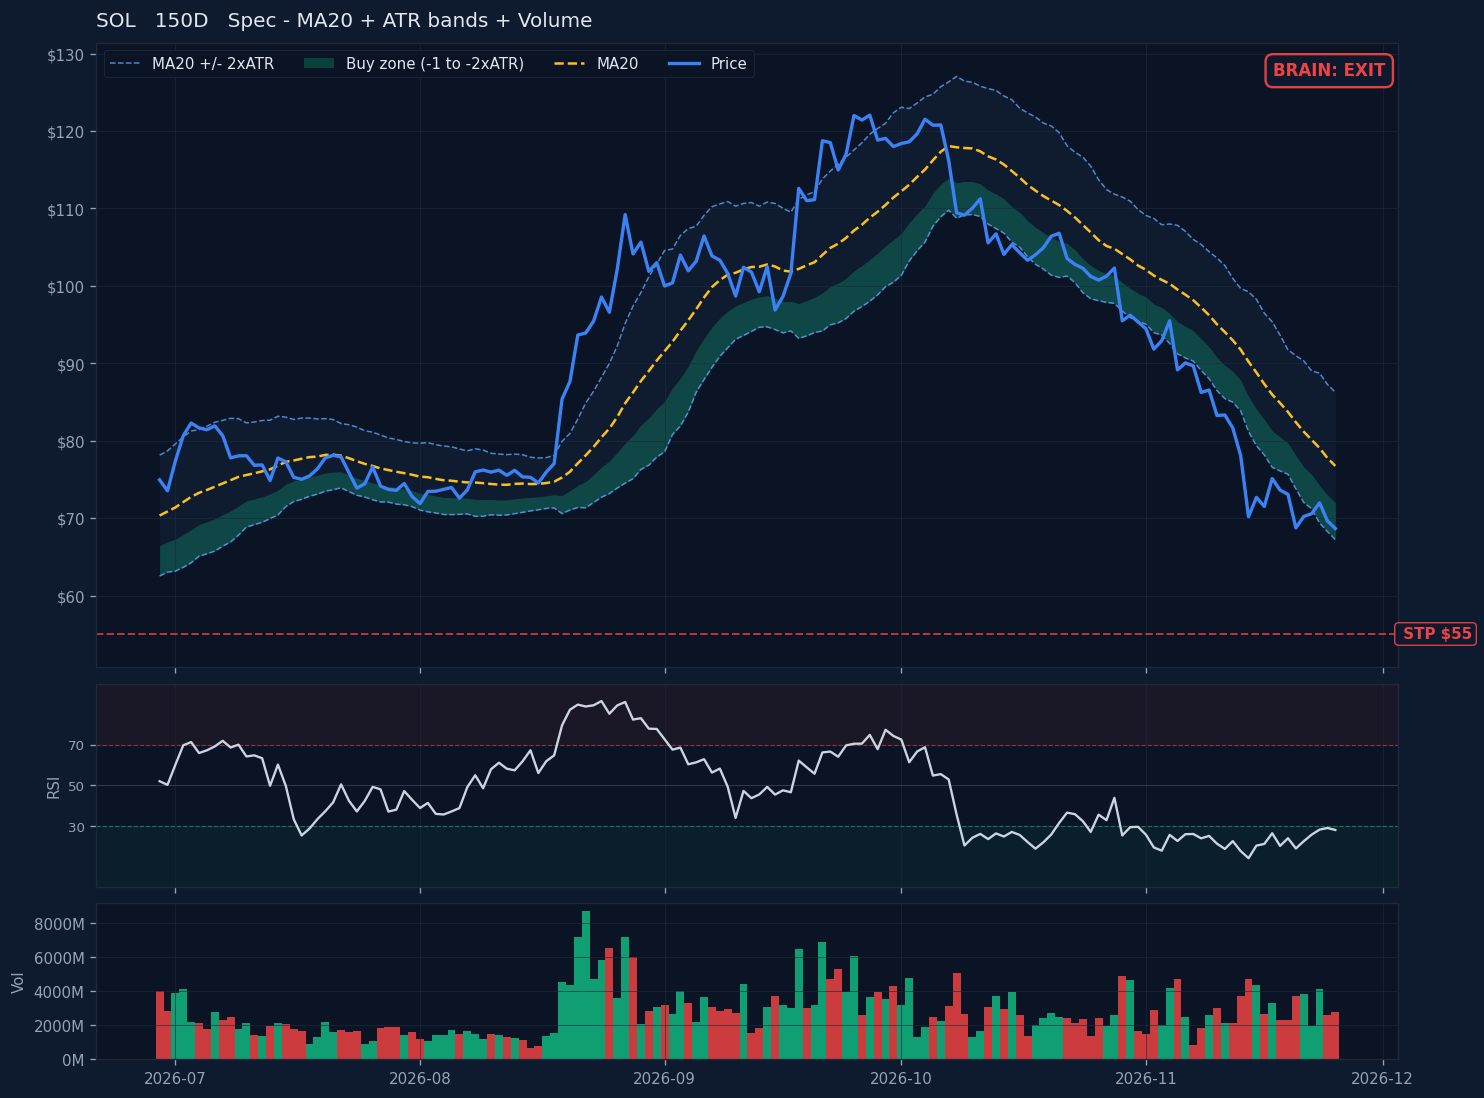 SOL   150D   Spec - MA20 + ATR bands + Volume
MA20 +/- 2xATR
Buy zone (-1 to -2xATR)
MA20
Price
BRAIN: EXIT
$130
$120
$110
$100
$90
$80
$70
$60
STP $55
RSI
70
50
30
Vol
8000M
6000M
4000M
2000M
0M
2026-07
2026-08
2026-09
2026-10
2026-11
2026-12